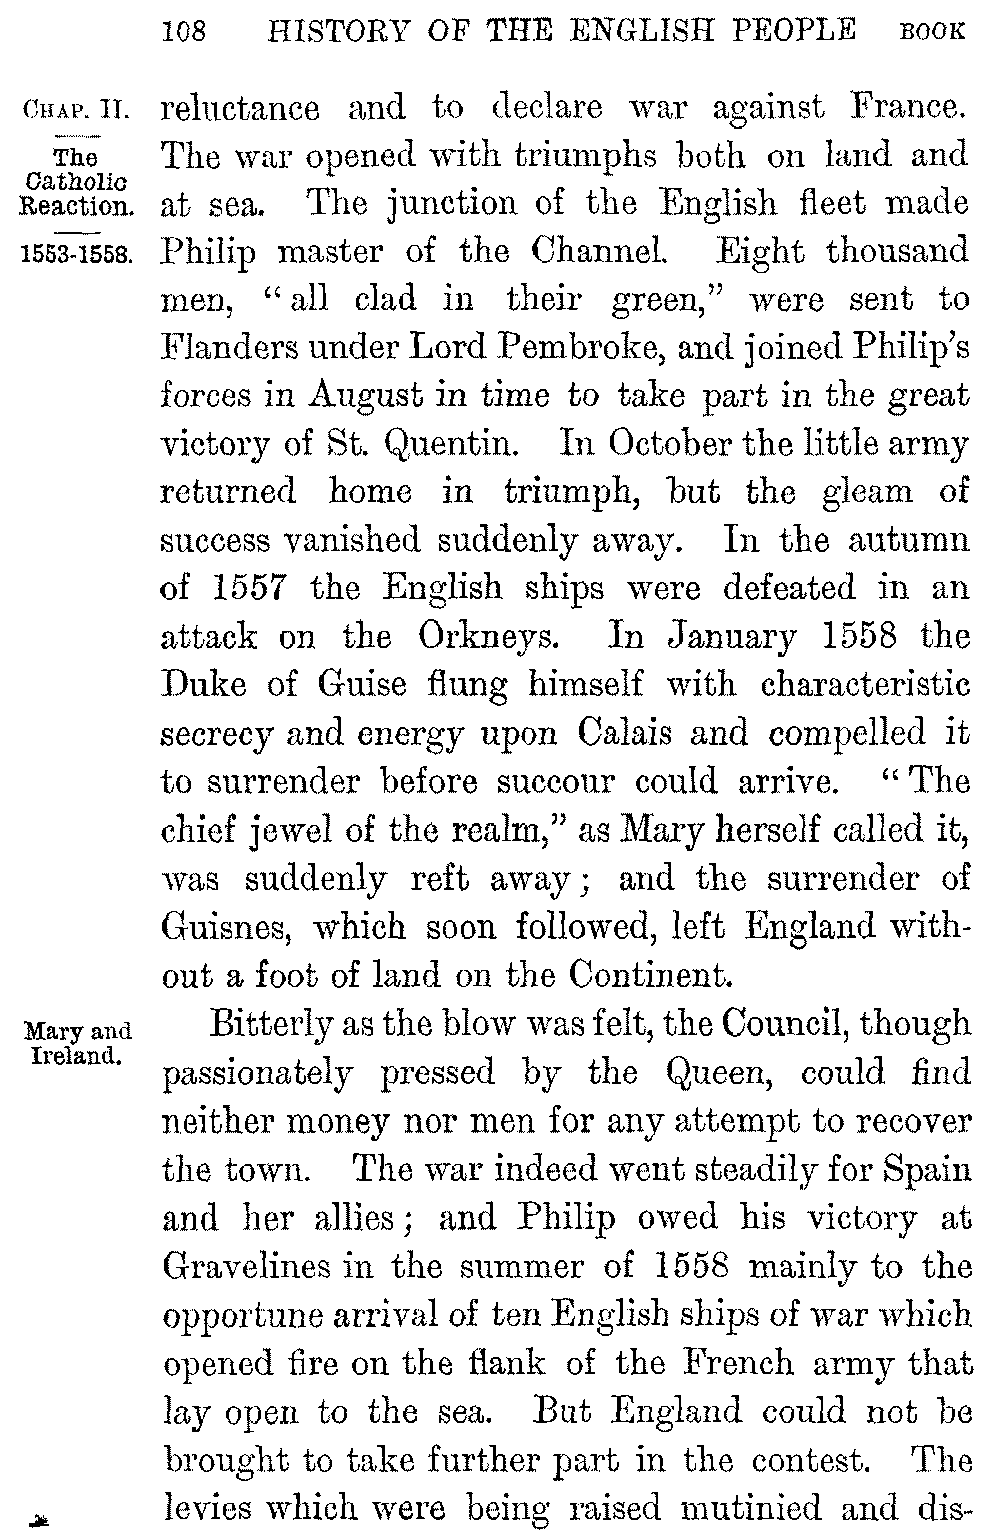 108 HISTORY OF THE ENGLISH PEOPLE BOOK
CHAP. II.
The
Catholic
Reaction.
1553-1558.
reluctance and to declare war against France.
The war opened with triumphs both on land and
at sea. The junction of the English fleet made
Philip master of the Channel. Eight thousand
men, “all clad in their green,” were sent to
Flanders under Lord Pembroke, and joined Philip’s
forces in August in time to take part in the great
victory of St. Quentin. In October the little army
returned home in triumph, but the gleam of
success vanished suddenly away. In the autumn
of 1557 the English ships were defeated in an
attack on the Orkneys. In January 1558 the
Duke of Guise flung himself with characteristic
secrecy and energy upon Calais and compelled it
to surrender before succour could arrive. “The
chief jewel of the realm,” as Mary herself called it,
was suddenly reft away; and the surrender of
Guisnes, which soon followed, left England with-
out a foot of land on the Continent.
Mary and
Ireland.
Bitterly as the blow was felt, the Council, though
passionately pressed by the Queen, could find
neither money nor men for any attempt to recover
the town. The war indeed went steadily for Spain
and her allies; and Philip owed his victory at
Gravelines in the summer of 1558 mainly to the
opportune arrival of ten English ships of war which
opened fire on the flank of the French army that
lay open to the sea. But England could not be
brought to take further part in the contest. The
levies which were being raised mutinied and dis-